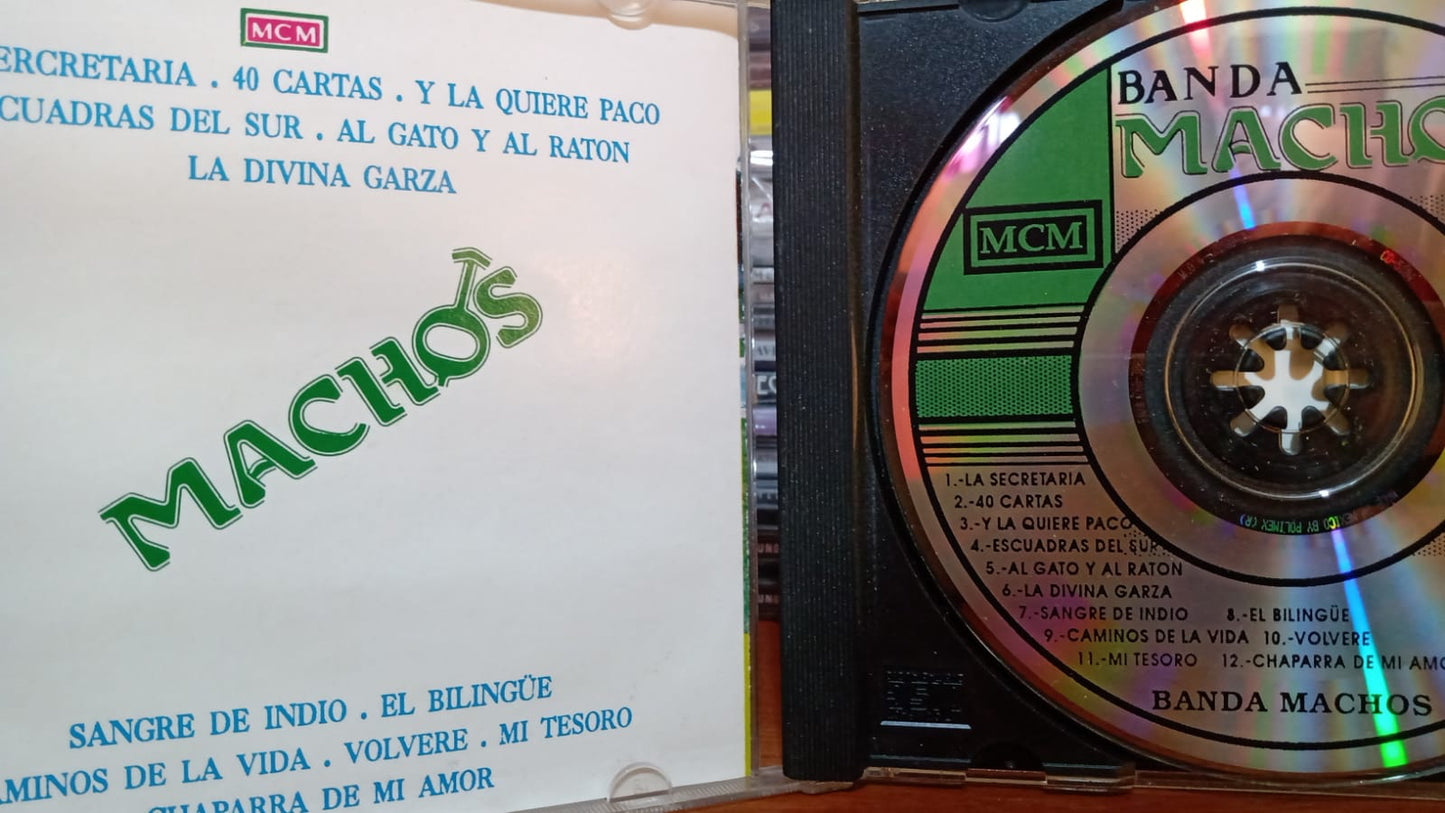 MCM
ERCRETARIA . 40 CARTAS . Y LA QUIERE PACO
CUADRAS DEL SUR . AL GATO Y AL RATON
LA DIVINA GARZA
MACHOS
SANGRE DE INDIO . EL BILINGÜE
AMINOS DE LA VIDA . VOLVERE . MI TESORO
CHAPARRA DE MI AMOR
BANDA
MACHO
MCM
1.-LA SECRETARIA
2.-40 CARTAS
3.-Y LA QUIERE PACO
4.-ESCUADRAS DEL SUR
5.-AL GATO Y AL RATON
6.-LA DIVINA GARZA
7.-SANGRE DE INDIO 8.-EL BILINGÜE
9.-CAMINOS DE LA VIDA 10.-VOLVERE
11.-MI TESORO 12.-CHAPARRA DE MI AMO
BANDA MACHOS
BY POLIMEX (R)